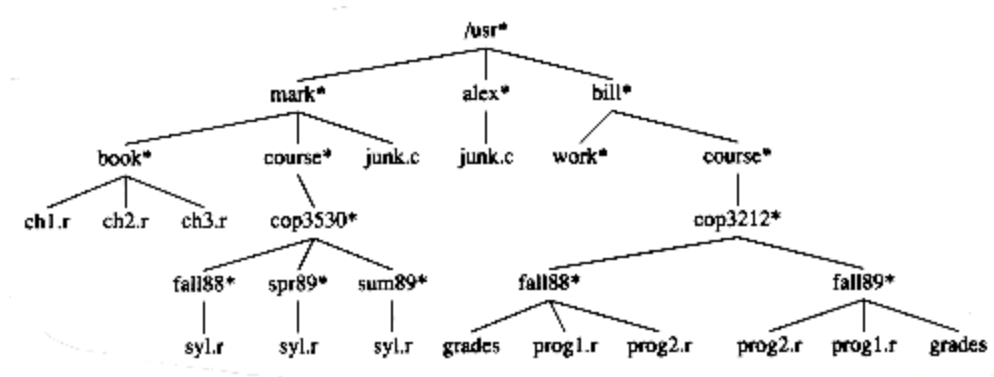 /usr*
mark* alex* bill*
book* course* junk.c junk.c work* course*
ch1.r ch2.r ch3.r cop3530* cop3212*
fall88* spr89* sum89* fall88* fall89*
syl.r syl.r syl.r grades prog1.r prog2.r prog2.r prog1.r grades